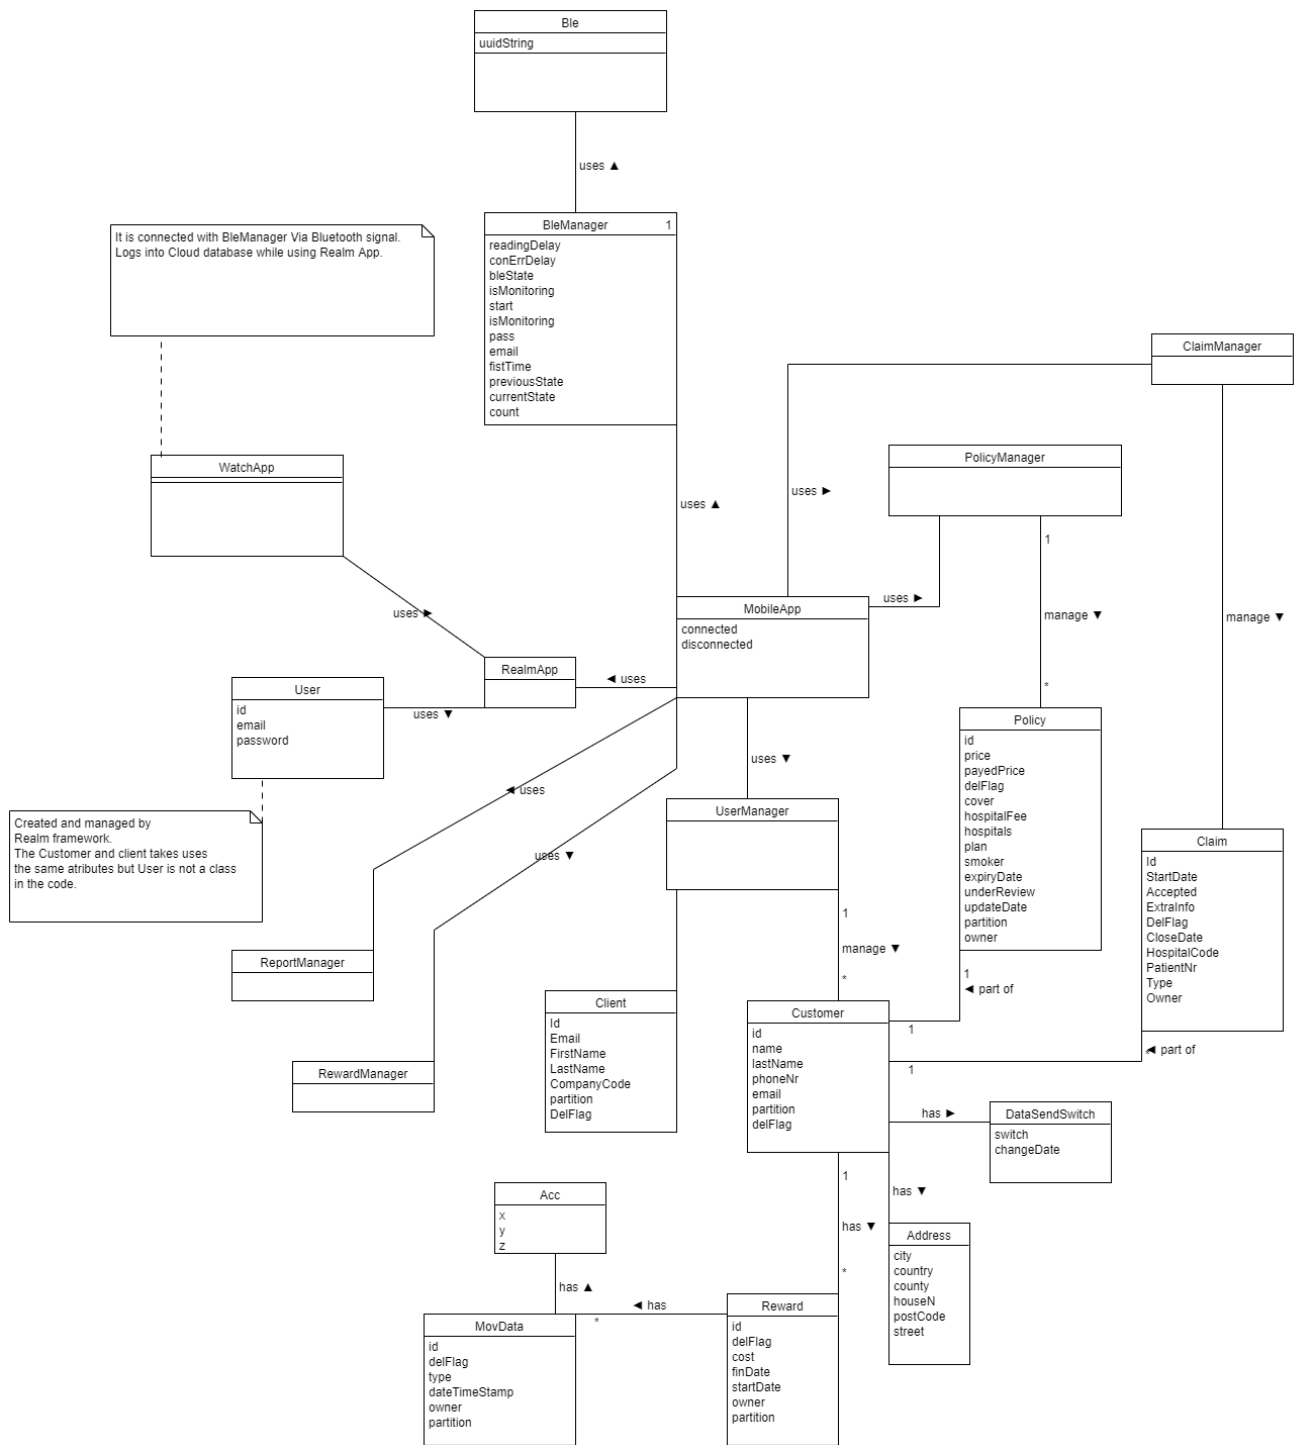 Ble
uuidString
uses ▲
BleManager 1
readingDelay
conErrDelay
bleState
isMonitoring
start
isMonitoring
pass
email
fistTime
previousState
currentState
count
It is connected with BleManager Via Bluetooth signal.
Logs into Cloud database while using Realm App.
ClaimManager
PolicyManager
WatchApp
uses ▲
uses ►
1
uses ►
uses ►
MobileApp
connected
disconnected
manage ▼
manage ▼
RealmApp
◄ uses
*
User
id
email
password
uses ▼
uses ▼
◄ uses
uses ▼
Policy
id
price
payedPrice
delFlag
cover
hospitalFee
hospitals
plan
smoker
expiryDate
underReview
updateDate
partition
owner
Created and managed by
Realm framework.
The Customer and client takes uses
the same atributes but User is not a class
in the code.
UserManager
Claim
Id
StartDate
Accepted
ExtraInfo
DelFlag
CloseDate
HospitalCode
PatientNr
Type
Owner
1
manage ▼
*
ReportManager
1
◄ part of
Client
Id
Email
FirstName
LastName
CompanyCode
partition
DelFlag
Customer
id
name
lastName
phoneNr
email
partition
delFlag
1
*
◄ part of
1
RewardManager
has ►
DataSendSwitch
switch
changeDate
1
has ▼
*
has ▼
Acc
x
y
z
Address
city
country
county
houseN
postCode
street
has ▲
◄ has
*
MovData
id
delFlag
type
dateTimeStamp
owner
partition
Reward
id
delFlag
cost
finDate
startDate
owner
partition